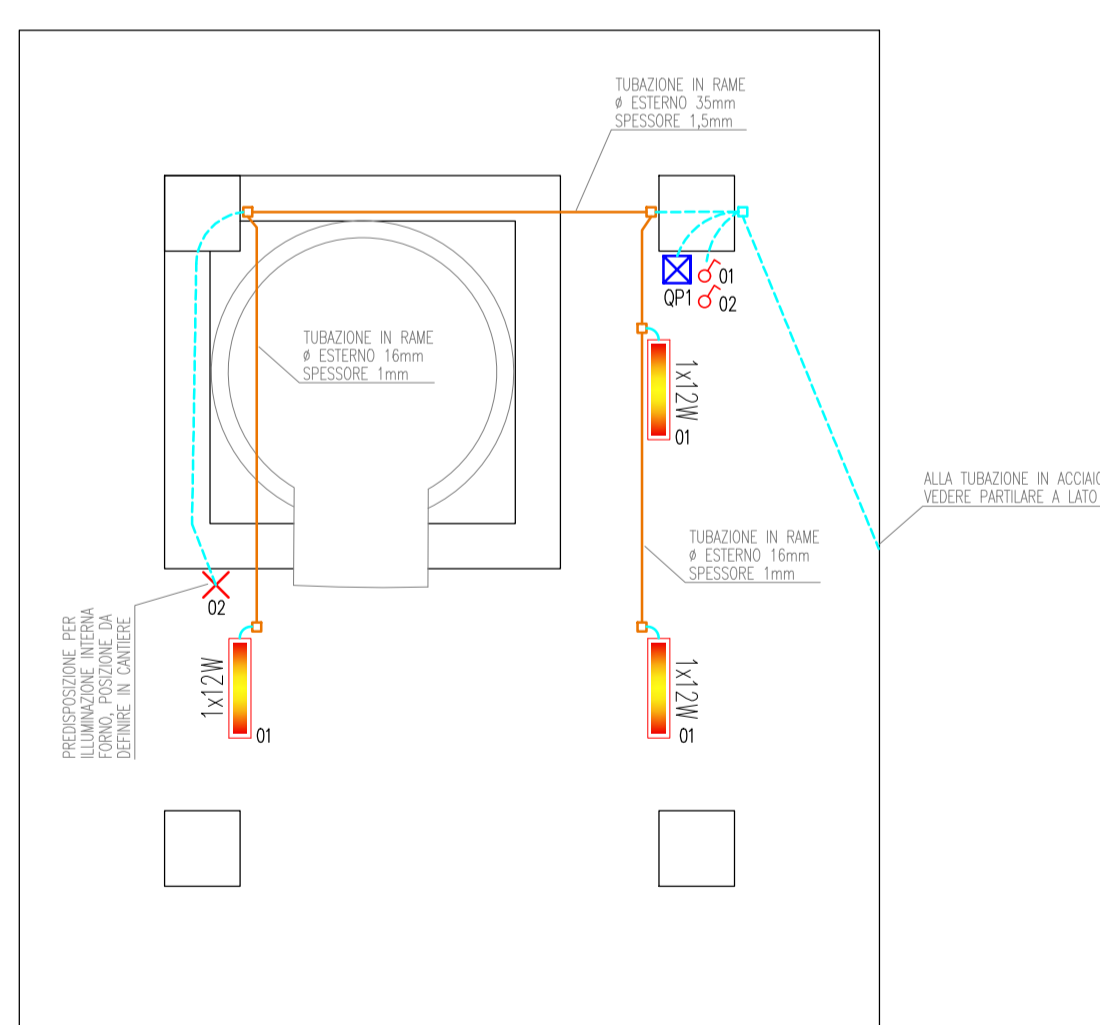 TUBAZIONE IN RAME
ø ESTERNO 35mm
SPESSORE 1,5mm
01
QP1
02
TUBAZIONE IN RAME
ø ESTERNO 16mm
SPESSORE 1mm
1x12W
01
ALLA TUBAZIONE IN ACCIAIO
VEDERE PARTILARE A LATO
TUBAZIONE IN RAME
ø ESTERNO 16mm
SPESSORE 1mm
02
PREDISPOSIZIONE PER
ILLUMINAZIONE INTERNA
FORNO, POSIZIONE DA
DEFINIRE IN CANTIERE
1x12W
01
1x12W
01